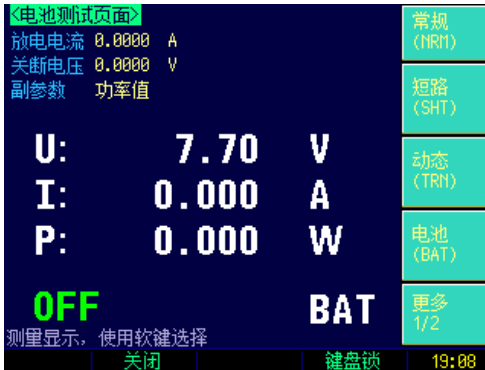 <电池测试页面>
放电电流 0.0000 A
关断电压 0.0000 V
副参数 功率值
U: 7.70 V
I: 0.000 A
P: 0.000 W
OFF BAT
测量显示，使用软键选择
关闭 键盘锁 19:08
常规
(NRM)
短路
(SHT)
动态
(TRN)
电池
(BAT)
更多
1/2